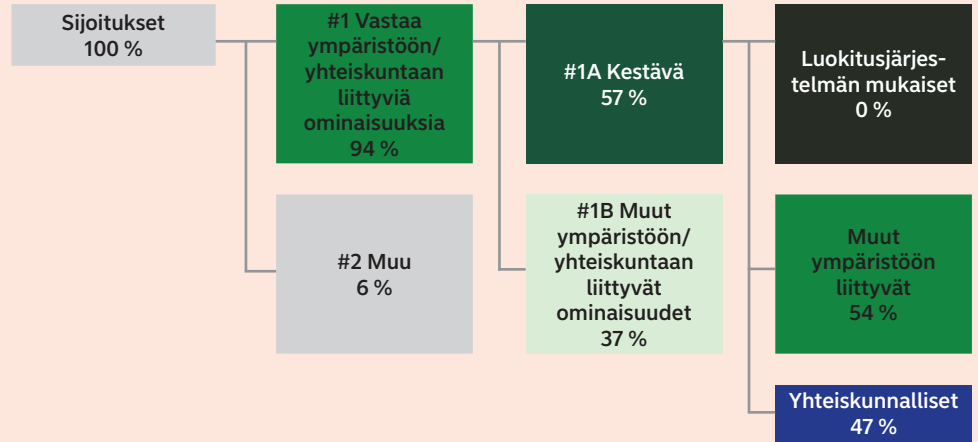 Sijoitukset
100 %
#1 Vastaa
ympäristöön/
yhteiskuntaan
liittyviä
ominaisuuksia
94 %
#1A Kestävä
57 %
Luokitusjärjes-
telmän mukaiset
0 %
#2 Muu
6 %
#1B Muut
ympäristöön/
yhteiskuntaan
liittyvät
ominaisuudet
37 %
Muut
ympäristöön
liittyvät
54 %
Yhteiskunnalliset
47 %